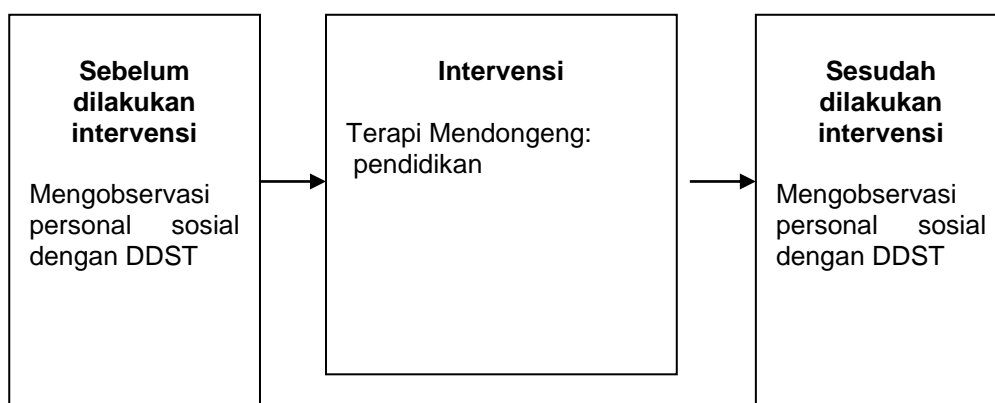 Sebelum
dilakukan
intervensi
Mengobservasi
personal sosial
dengan DDST
Intervensi
Terapi Mendongeng:
pendidikan
Sesudah
dilakukan
intervensi
Mengobservasi
personal sosial
dengan DDST